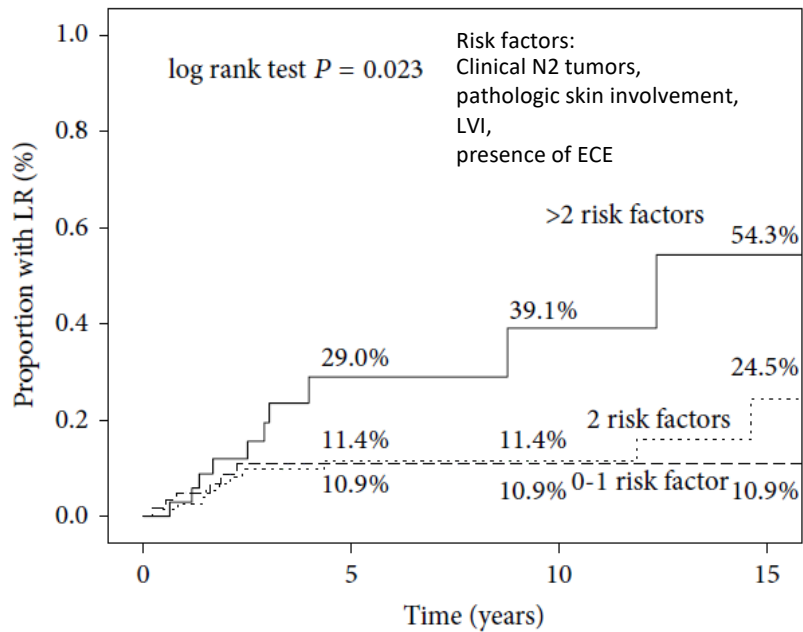 1.0
0.8
0.6
0.4
0.2
0.0
Proportion with LR (%)
log rank test P = 0.023
Risk factors:
Clinical N2 tumors,
pathologic skin involvement,
LVI,
presence of ECE
>2 risk factors
54.3%
39.1%
29.0%
24.5%
2 risk factors
11.4%
11.4%
0-1 risk factor
10.9%
10.9%
10.9%
0
5
10
15
Time (years)